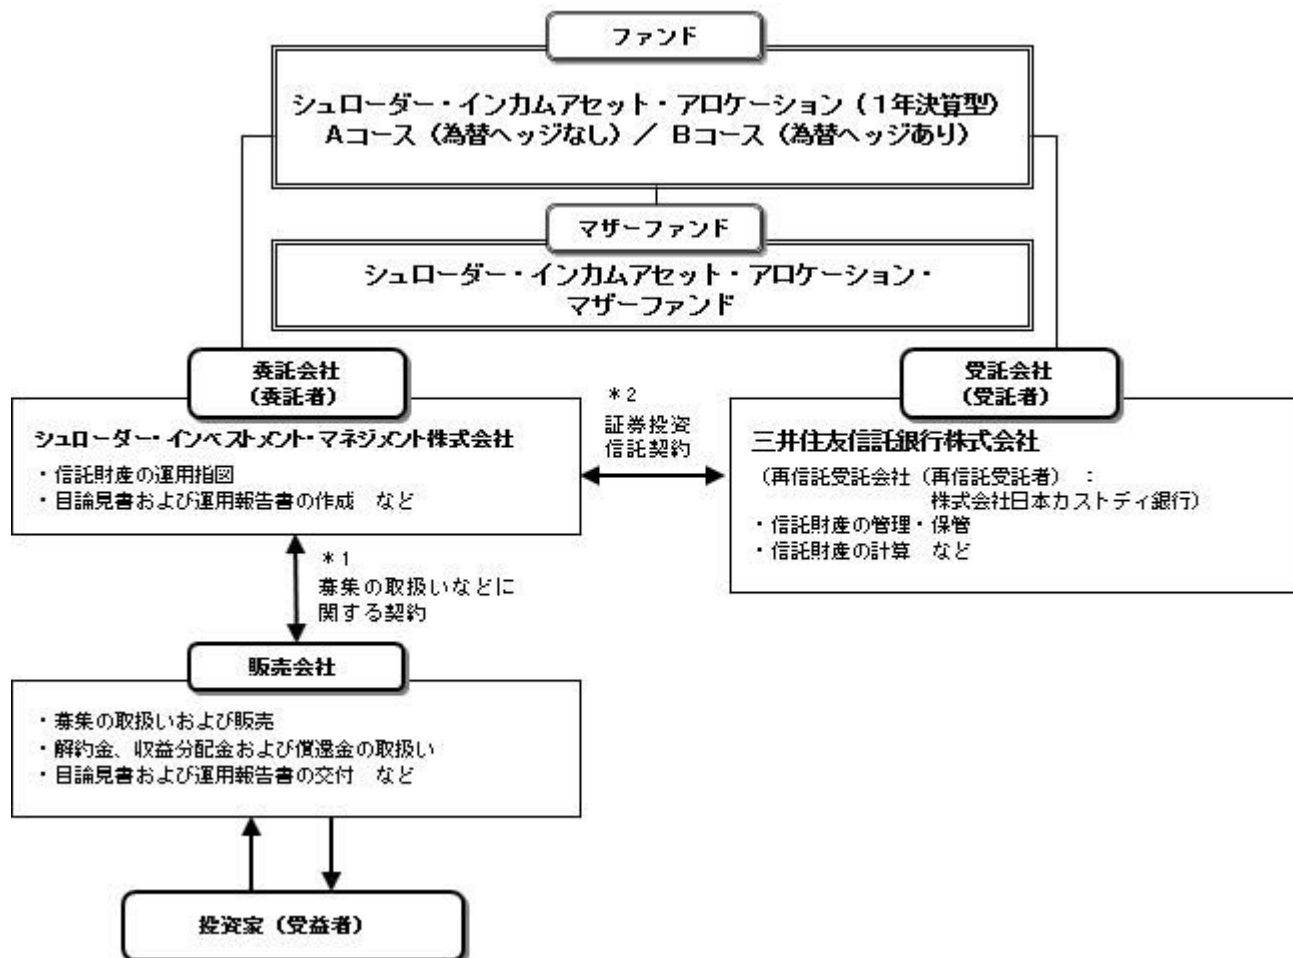 ファンド
シュローダー・インカムアセット・アロケーション（１年決算型）
Ａコース（為替ヘッジなし）／ Ｂコース（為替ヘッジあり）
マザーファンド
シュローダー・インカムアセット・アロケーション・
マザーファンド
委託会社
（委託者）
シュローダー・インベストメント・マネジメント株式会社
・信託財産の運用指図
・目論見書および運用報告書の作成　など
＊２
証券投資
信託契約
受託会社
（受託者）
三井住友信託銀行株式会社
（再信託受託会社（再信託受託者）　：
株式会社日本カストディ銀行）
・信託財産の管理・保管
・信託財産の計算　など
＊１
募集の取扱いなどに
関する契約
販売会社
・募集の取扱いおよび販売
・解約金、収益分配金および償還金の取扱い
・目論見書および運用報告書の交付　など
投資家（受益者）